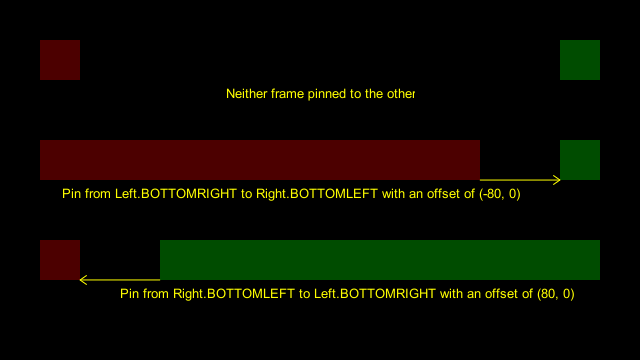 Neither frame pinned to the other
Pin from Left.BOTTOMRIGHT to Right.BOTTOMLEFT with an offset of (-80, 0)
Pin from Right.BOTTOMLEFT to Left.BOTTOMRIGHT with an offset of (80, 0)